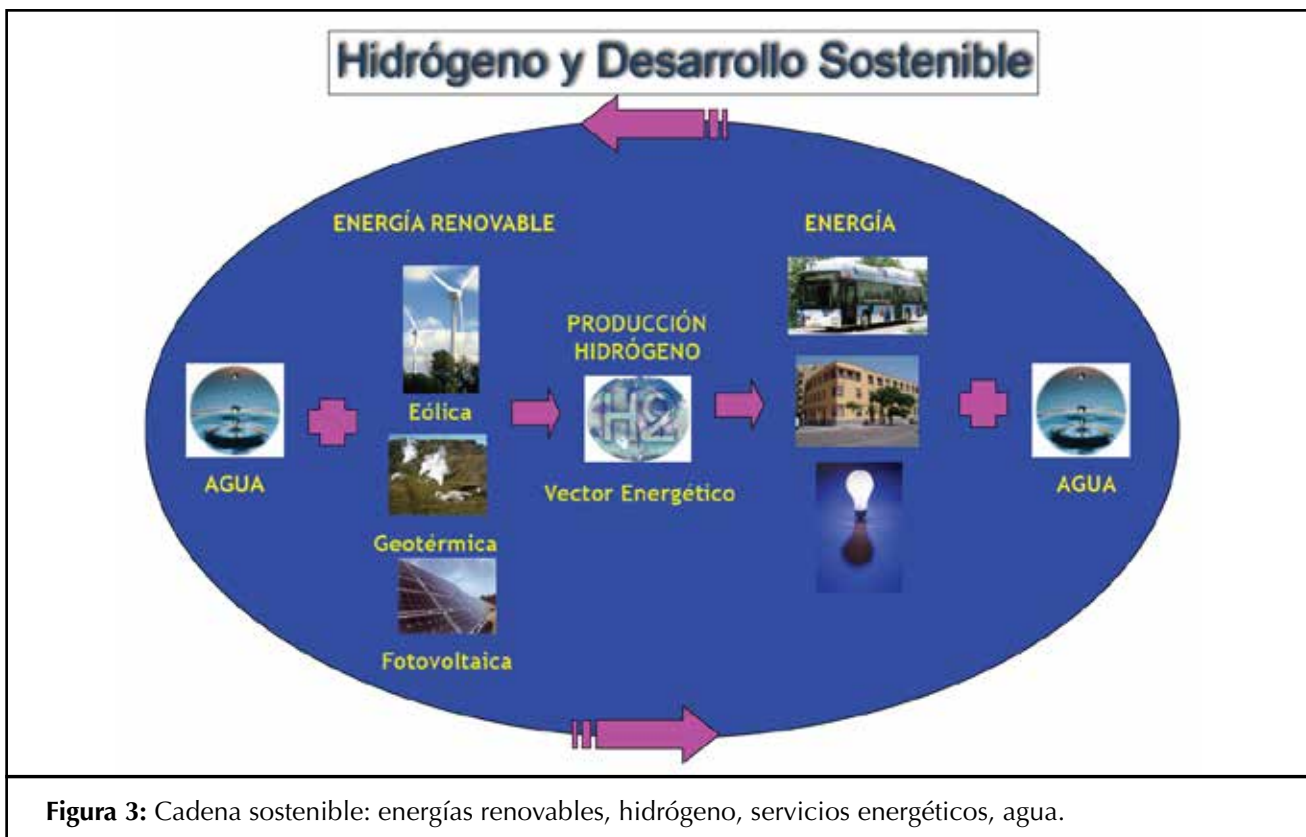 Hidrógeno y Desarrollo Sostenible
ENERGÍA RENOVABLE
ENERGÍA
PRODUCCIÓN
HIDRÓGENO
H2
Eólica
AGUA
Vector Energético
AGUA
Geotérmica
Fotovoltaica
Figura 3: Cadena sostenible: energías renovables, hidrógeno, servicios energéticos, agua.